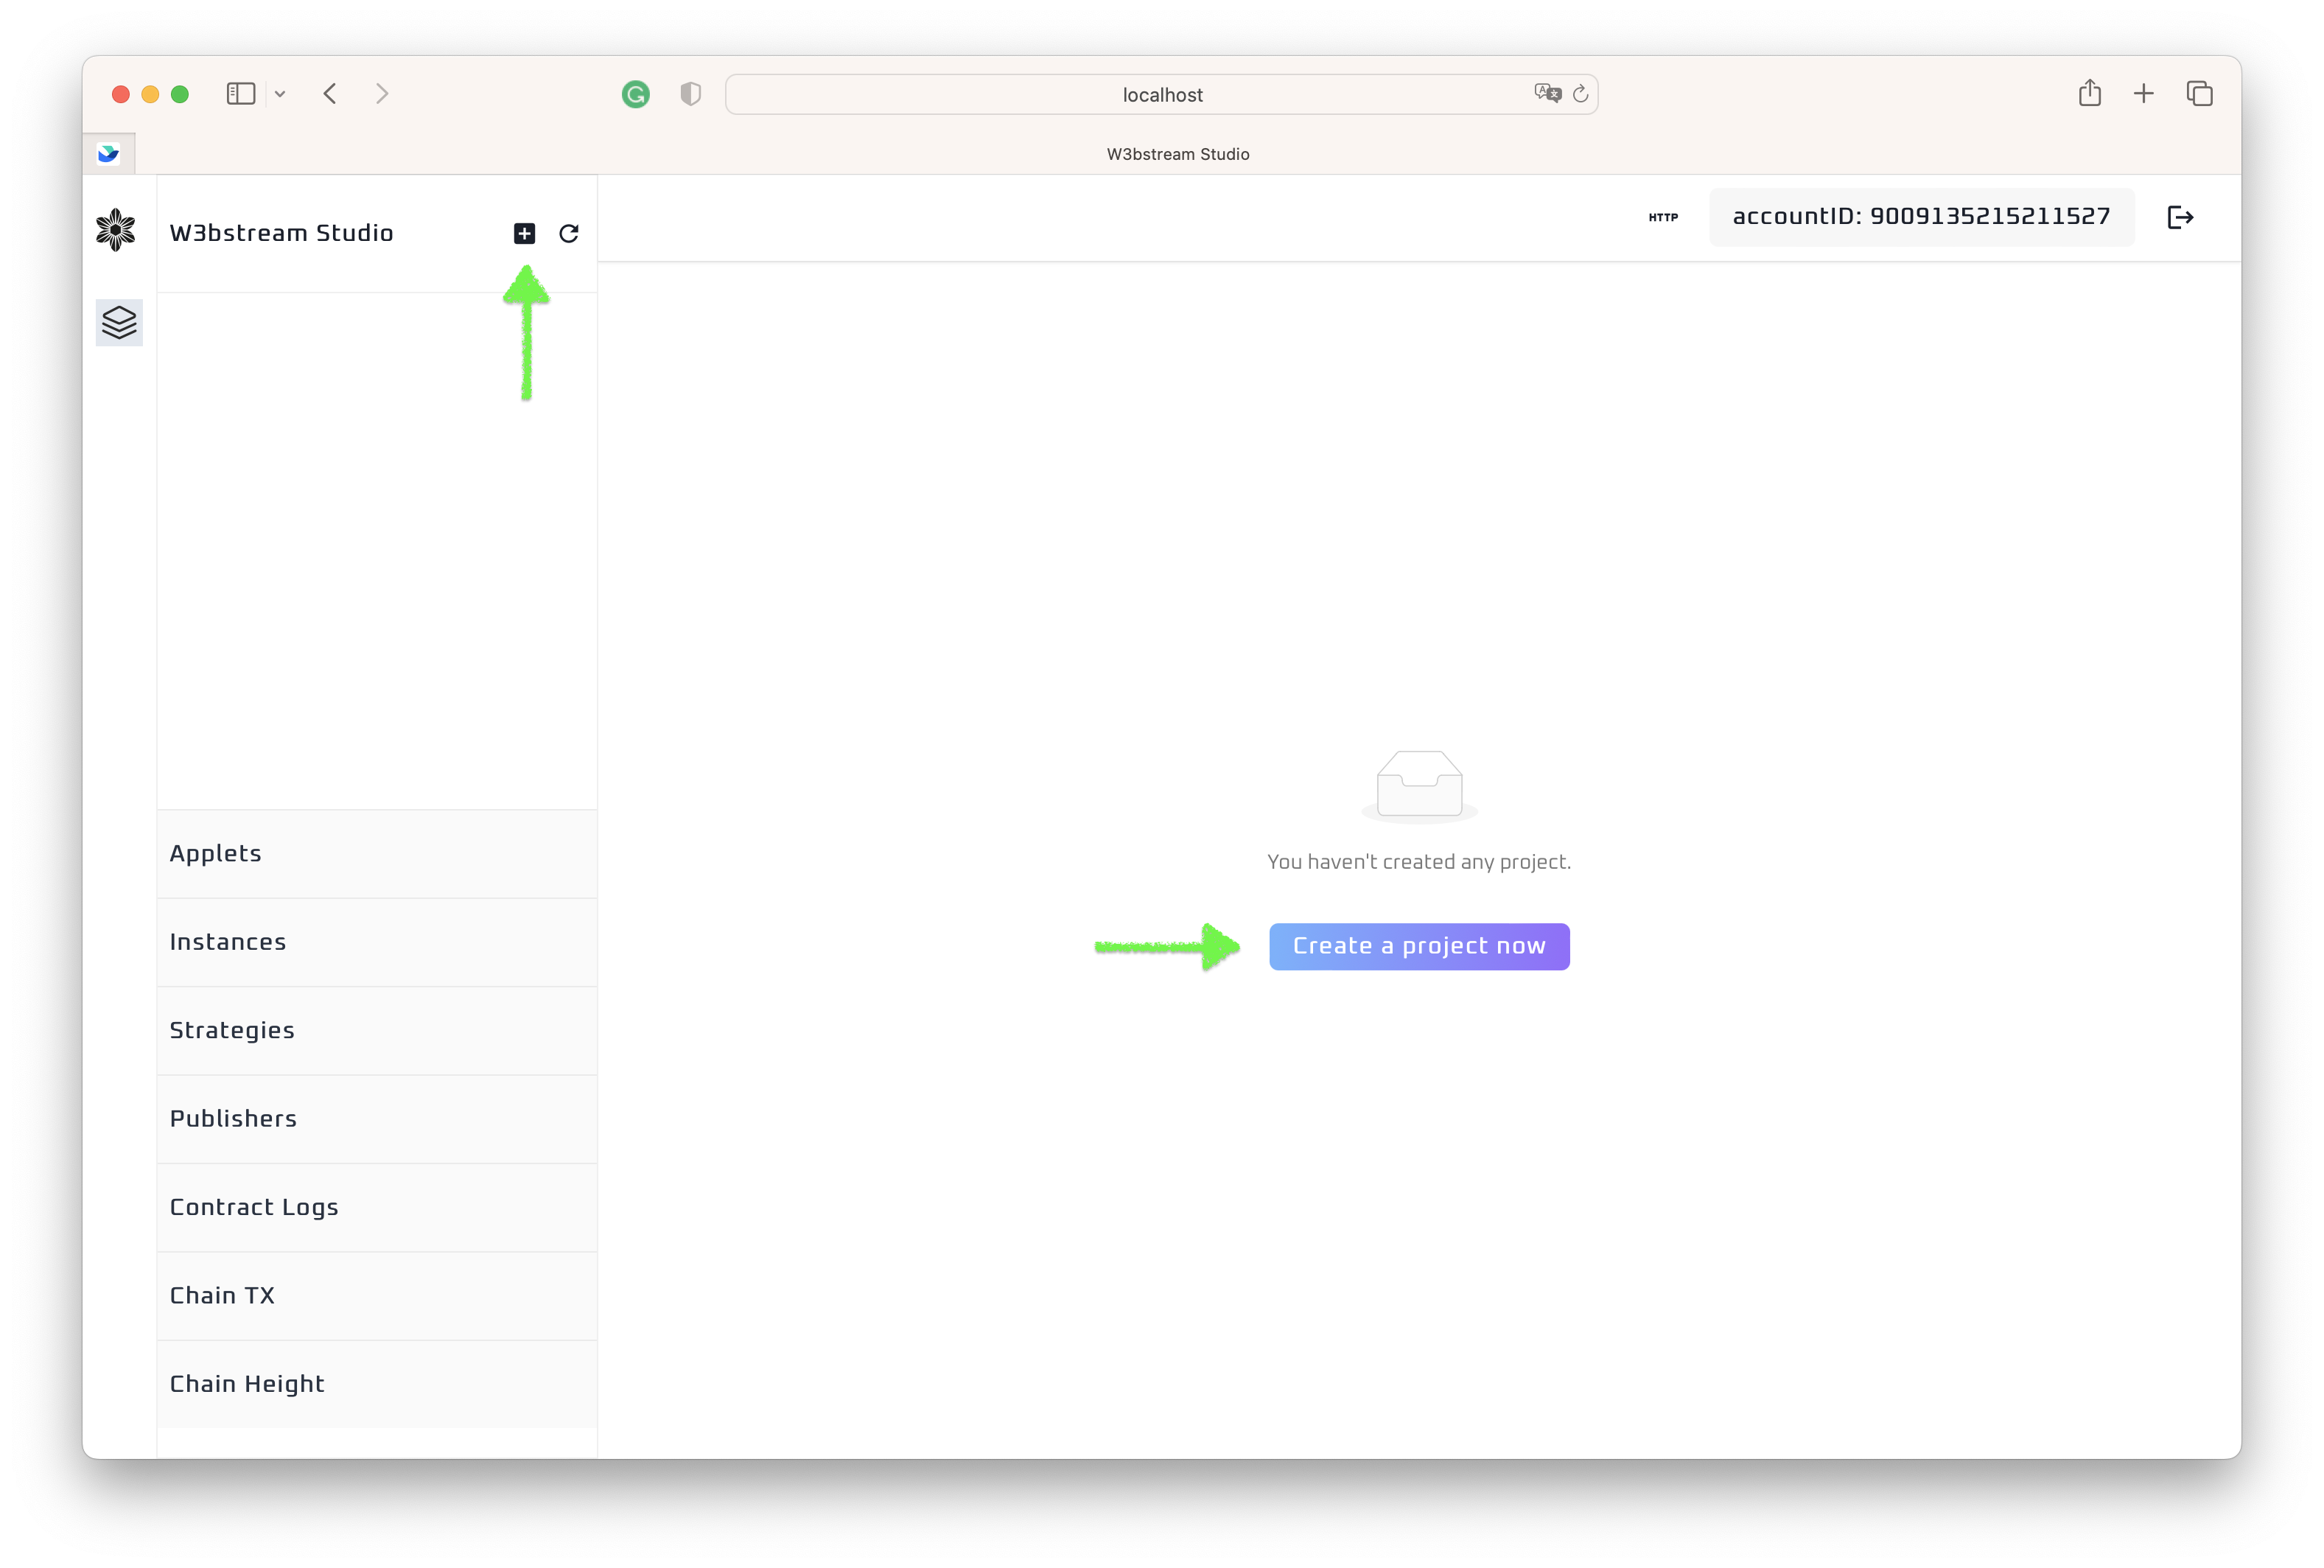 localhost
W3bstream Studio
W3bstream Studio
HTTP
accountID: 9009135215211527
Applets
Instances
Strategies
Publishers
Contract Logs
Chain TX
Chain Height
You haven't created any project.
Create a project now